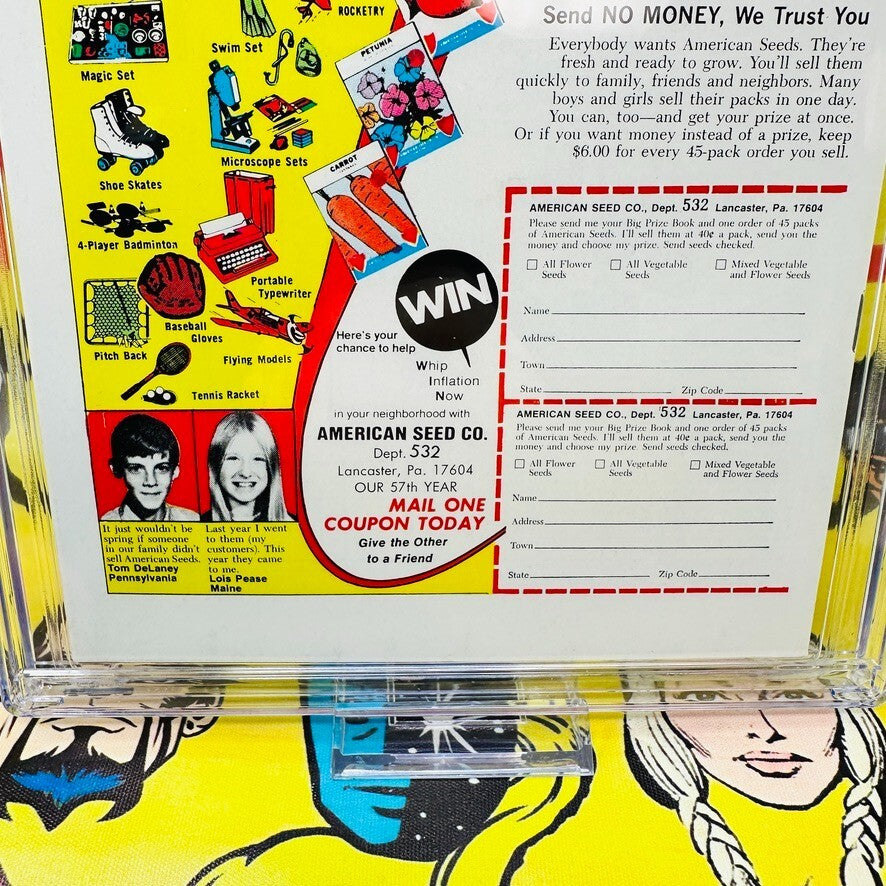 ROCKETRY
Magic Set
Swim Set
PETUNIA
Shoe Skates
Microscope Sets
CARROT
4-Player Badminton
Portable
Typewriter
Pitch Back
Baseball
Gloves
Flying Models
Tennis Racket
It just wouldn't be
spring if someone
in our family didn't
sell American Seeds.
Tom DeLaney
Pennsylvania
Last year I went
to them (my
customers). This
year they came
to me.
Lois Pease
Maine
WIN
Here's your
chance to help
Whip
Inflation
Now
in your neighborhood with
AMERICAN SEED CO.
Dept. 532
Lancaster, Pa. 17604
OUR 57th YEAR
MAIL ONE
COUPON TODAY
Give the Other
to a Friend
Send NO MONEY, We Trust You
Everybody wants American Seeds. They're
fresh and ready to grow. You'll sell them
quickly to family, friends and neighbors. Many
boys and girls sell their packs in one day.
You can, too—and get your prize at once.
Or if you want money instead of a prize, keep
$6.00 for every 45-pack order you sell.
AMERICAN SEED CO., Dept. 532 Lancaster, Pa. 17604
Please send me your Big Prize Book and one order of 45 packs
of American Seeds. I'll sell them at 40¢ a pack, send you the
money and choose my prize. Send seeds checked.
All Flower Seeds
All Vegetable Seeds
Mixed Vegetable and Flower Seeds
Name
Address
Town
State Zip Code
AMERICAN SEED CO., Dept. 532 Lancaster, Pa. 17604
Please send me your Big Prize Book and one order of 45 packs
of American Seeds. I'll sell them at 40¢ a pack, send you the
money and choose my prize. Send seeds checked.
All Flower Seeds
All Vegetable Seeds
Mixed Vegetable and Flower Seeds
Name
Address
Town
State Zip Code